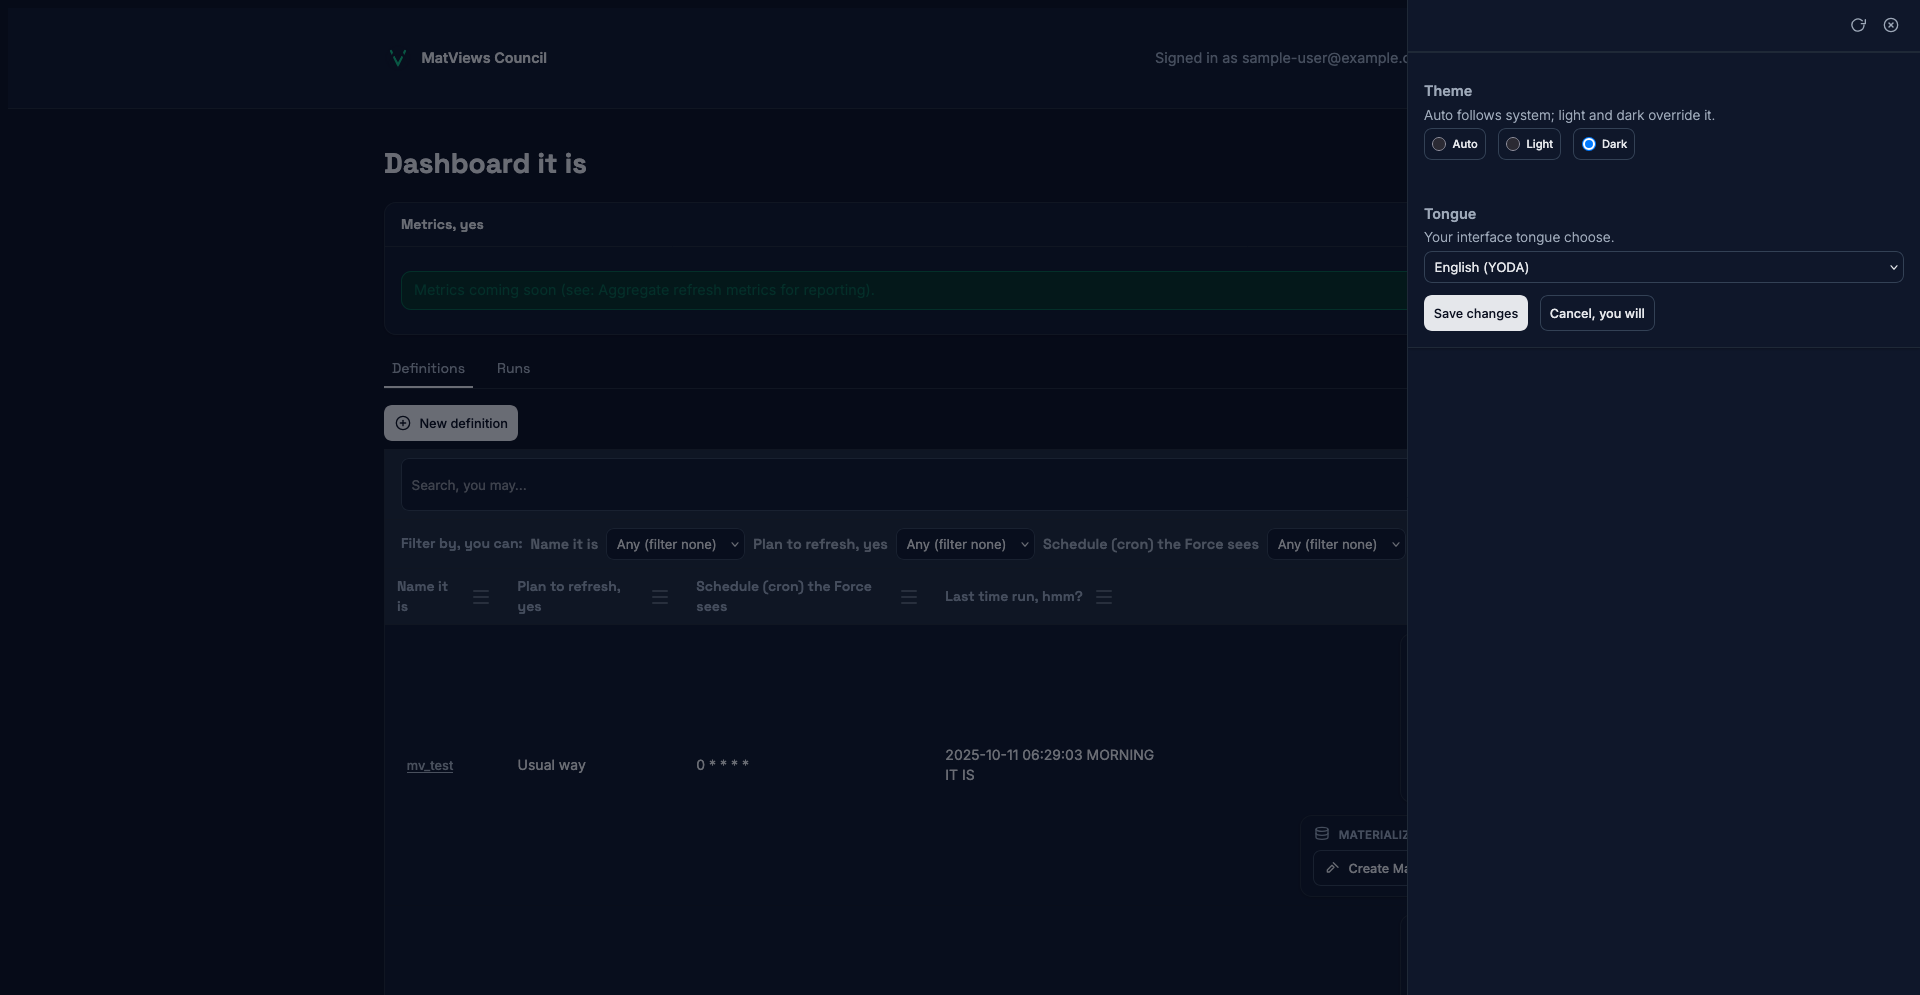 MatViews Council
Signed in as sample-user@example.c
Dashboard it is
Metrics, yes
Metrics coming soon (see: Aggregate refresh metrics for reporting).
Definitions Runs
New definition
Search, you may...
Filter by, you can: Name it is Any (filter none) Plan to refresh, yes Any (filter none) Schedule (cron) the Force sees Any (filter none)
Name it is
Plan to refresh, yes
Schedule (cron) the Force sees
Last time run, hmm?
mv_test
Usual way
0 * * * *
2025-10-11 06:29:03 MORNING
IT IS
MATERIALIZ
Create Ma
Theme
Auto follows system; light and dark override it.
Auto Light Dark
Tongue
Your interface tongue choose.
English (YODA)
Save changes Cancel, you will